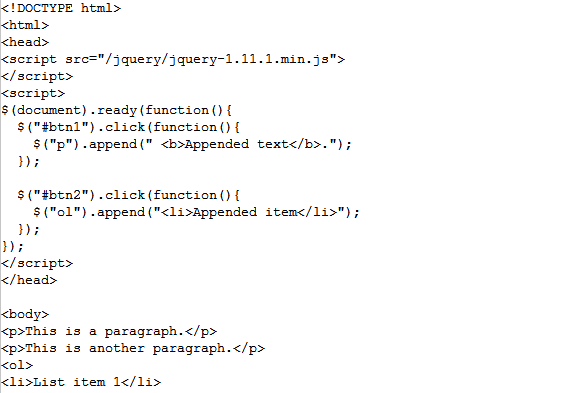 <!DOCTYPE html>
<html>
<head>
<script src="/jquery/jquery-1.11.1.min.js">
</script>
<script>
$(document).ready(function(){
  $("#btn1").click(function(){
    $("p").append(" <b>Appended text</b>.");
  });

  $("#btn2").click(function(){
    $("ol").append("<li>Appended item</li>");
  });
});
</script>
</head>

<body>
<p>This is a paragraph.</p>
<p>This is another paragraph.</p>
<ol>
<li>List item 1</li>